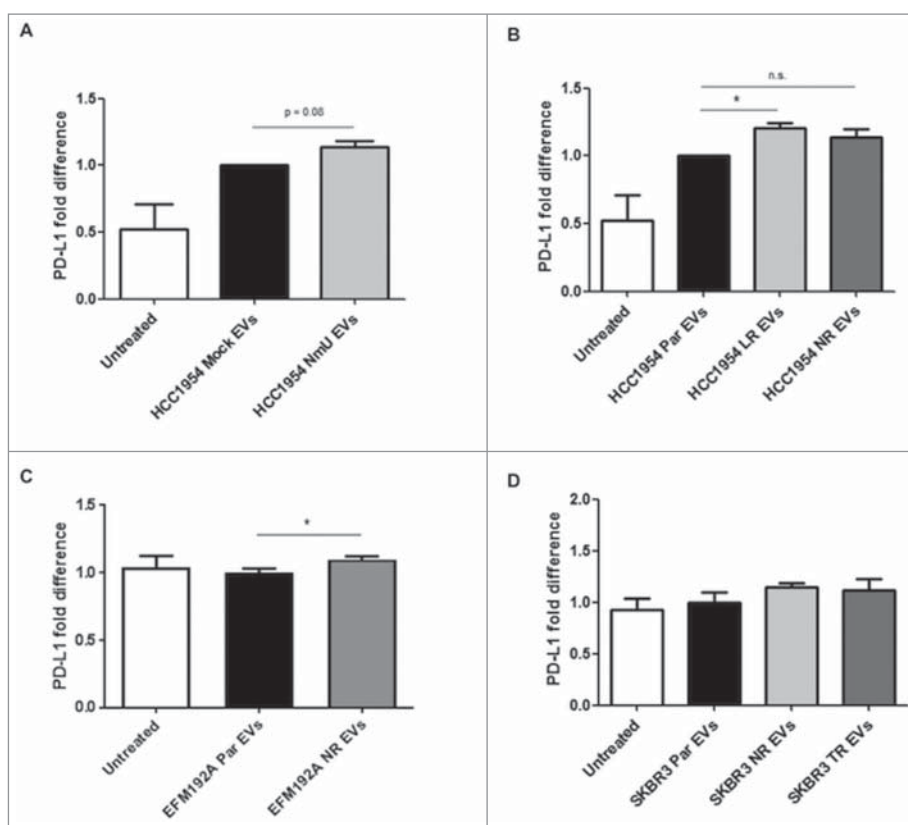 A
PD-L1 fold difference
1.5
1.0
0.5
0.0
p = 0.08
Untreated
HCC1954 Mock EVs
HCC1954 NmU EVs
B
PD-L1 fold difference
1.5
1.0
0.5
0.0
n.s.
*
Untreated
HCC1954 Par EVs
HCC1954 LR EVs
HCC1954 NR EVs
C
PD-L1 fold difference
1.5
1.0
0.5
0.0
*
Untreated
EFM192A Par EVs
EFM192A NR EVs
D
PD-L1 fold difference
2.0
1.5
1.0
0.5
0.0
Untreated
SKBR3 Par EVs
SKBR3 NR EVs
SKBR3 TR EVs